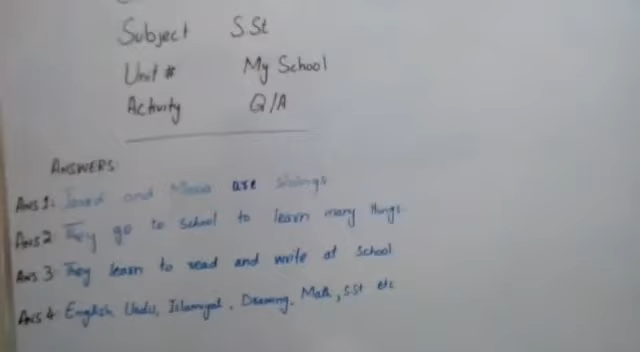 Subject S.St
Unit # My School
Activity Q/A
ANSWERS:
Ans 1: and are siblings
Ans 2 They go to school to learn many things.
Ans 3 They learn to read and write at school
Ans 4 English, Urdu, Islamiyat, Drawing, Math, S.St etc